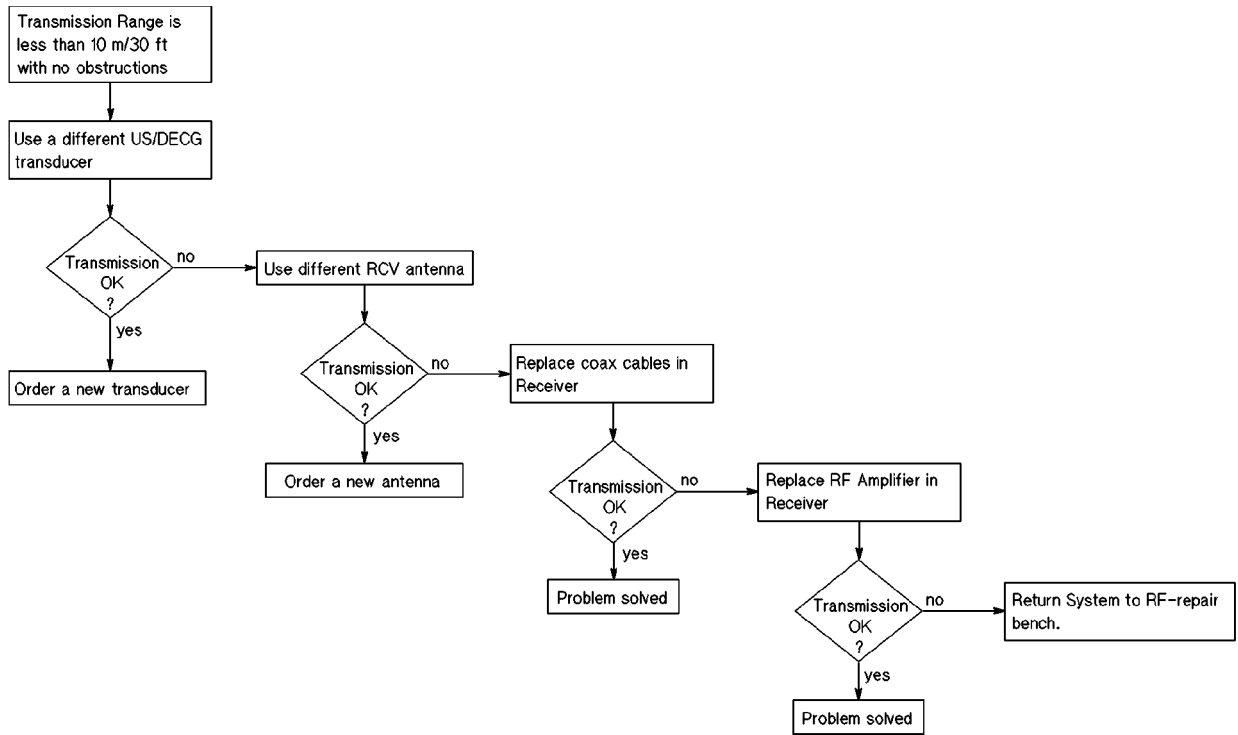 Transmission Range is
less than 10 m/30 ft
with no obstructions
Use a different US/DECG
transducer
Transmission
OK
?
no
yes
Order a new transducer
Use different RCV antenna
Transmission
OK
?
no
yes
Order a new antenna
Replace coax cables in
Receiver
Transmission
OK
?
no
yes
Problem solved
Replace RF Amplifier in
Receiver
Transmission
OK
?
no
yes
Problem solved
Return System to RF-repair
bench.